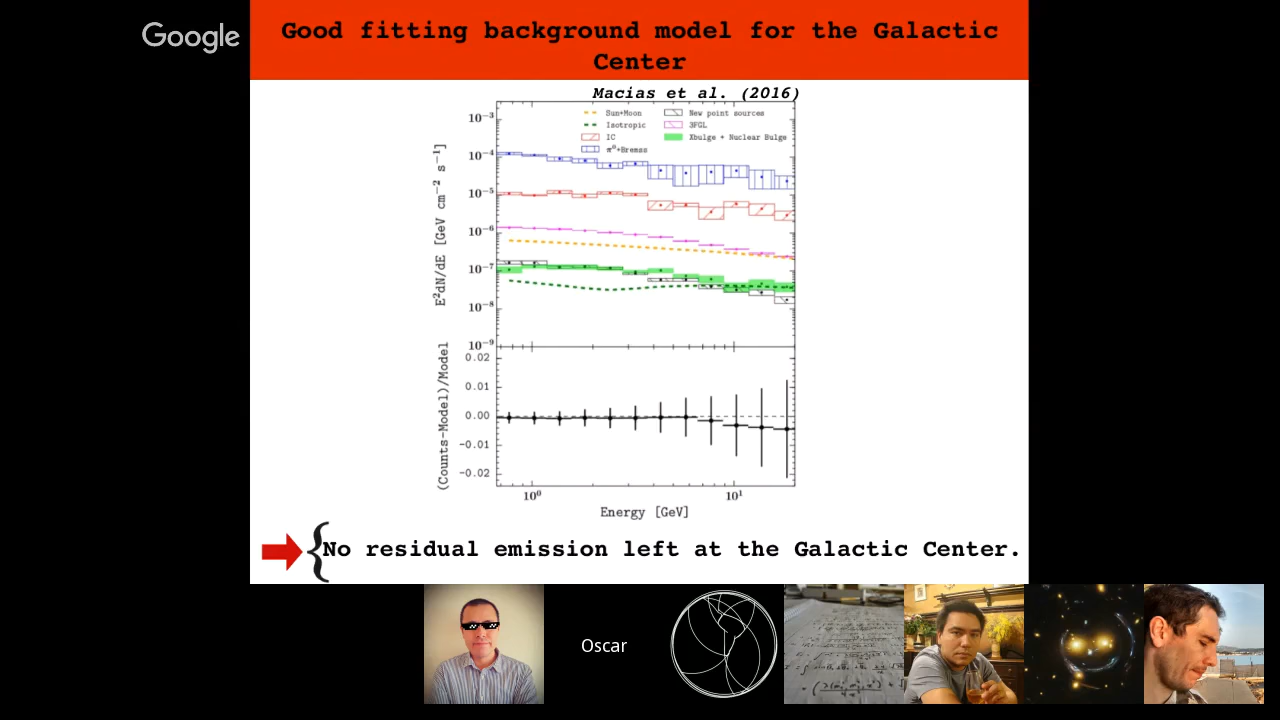 Google
Good fitting background model for the Galactic
Center
Macias et al. (2016)
Sun+Moon
Isotropic
IC
π⁰+Bremss
New point sources
3FGL
Xbulge + Nuclear Bulge
E²dN/dE [GeV cm⁻² s⁻¹]
10⁻³
10⁻⁴
10⁻⁵
10⁻⁶
10⁻⁷
10⁻⁸
10⁻⁹
(Counts-Model)/Model
0.02
0.01
0.00
−0.01
−0.02
10⁰ 10¹
Energy [GeV]
{No residual emission left at the Galactic Center.
Oscar